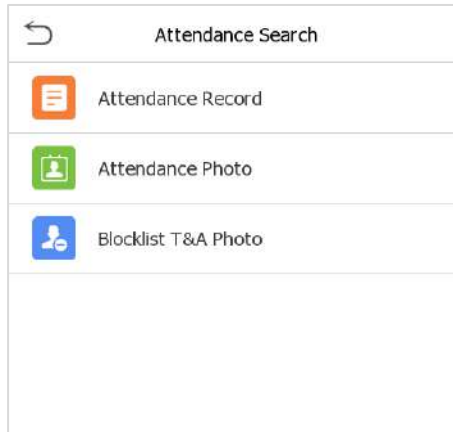 Attendance Search
Attendance Record
Attendance Photo
Blocklist T&A Photo